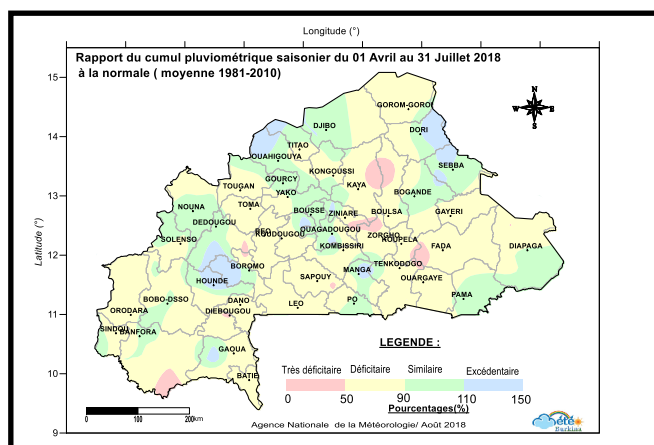 Longitude (°)
Rapport du cumul pluviométrique saisonier du 01 Avril au 31 Juillet 2018
à la normale ( moyenne 1981-2010)
Latitude (°)
15
14
13
12
11
10
9
N
W E
S
GOROM-GOROM
DJIBO
DORI
TITAO
OUAHIGOUYA
SEBBA
KONGOUSSI
GOURCY
TOUGAN
KAYA
YAKO
BOGANDE
NOUNA
TOMA
BOUSSE
ZINIARE
BOULSA
GAYERI
DEDOUGOU
REO
OUAGADOUGOU
KOUDOUGOU
ZORGHO
KOUPELA
SOLENSO
KOMBISSIRI
FADA
DIAPAGA
BOROMO
MANGA
TENKODOGO
HOUNDE
SAPOUY
OUARGAYE
BOBO-DSSO
DANO
LEO
PO
PAMA
ORODARA
DIEBOUGOU
SINDOU
BANFORA
GAOUA
BATIE
LEGENDE :
Très déficitaire Déficitaire Similaire Excédentaire
0 50 90 110 150
Pourcentages(%)
0 100 200
km
Agence Nationale de la Météorologie/ Août 2018
Météo
Burkina